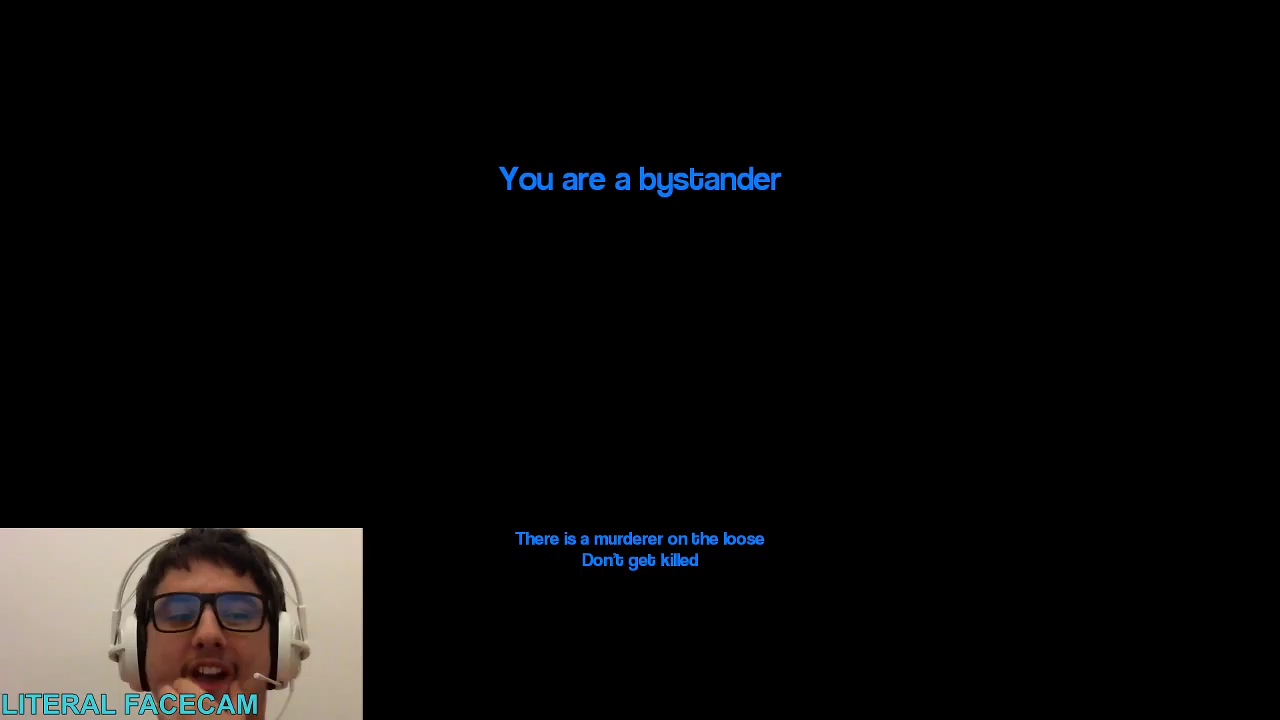 You are a bystander
There is a murderer on the loose
Don't get killed
LITERAL FACECAM